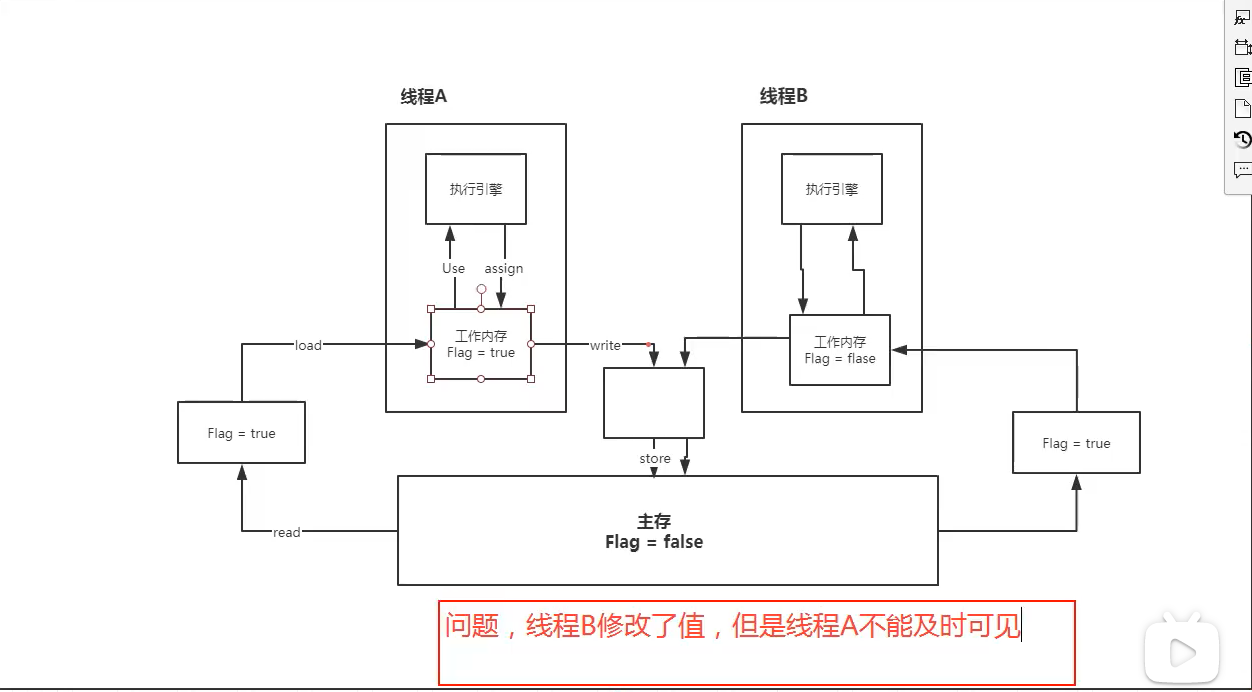 线程A
线程B
执行引擎
执行引擎
Use
assign
工作内存
Flag = true
工作内存
Flag = flase
load
write
Flag = true
Flag = true
store
read
主存
Flag = false
问题，线程B修改了值，但是线程A不能及时可见